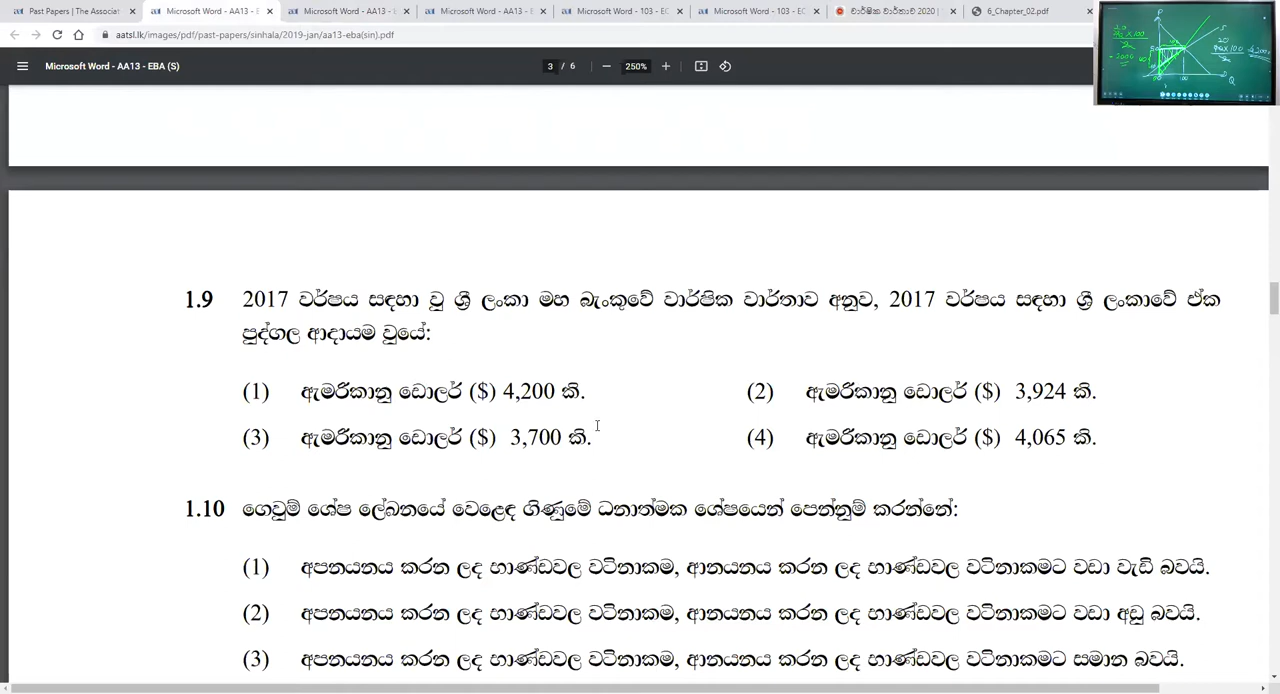 Past Papers | The Associat
Microsoft Word - AA13 - E
Microsoft Word - AA13 - E
Microsoft Word - AA13 - E
Microsoft Word - 103 - EC
Microsoft Word - 103 - EC
වාර්ෂික වාර්තාව 2020 |
6_Chapter_02.pdf
aatsl.lk/images/pdf/past-papers/sinhala/2019-jan/aa13-eba(sin).pdf
Microsoft Word - AA13 - EBA (S)
3 / 6
250%
1.9 2017 වර්ෂය සඳහා වූ ශ්‍රී ලංකා මහ බැංකුවේ වාර්ෂික වාර්තාව අනුව, 2017 වර්ෂය සඳහා ශ්‍රී ලංකාවේ ඒක
පුද්ගල ආදායම වූයේ:
(1) ඇමරිකානු ඩොලර් ($) 4,200 කි.
(2) ඇමරිකානු ඩොලර් ($) 3,924 කි.
(3) ඇමරිකානු ඩොලර් ($) 3,700 කි.
(4) ඇමරිකානු ඩොලර් ($) 4,065 කි.
1.10 ගෙවුම් ශේෂ ලේඛනයේ වෙළෙඳ ගිණුමේ ධනාත්මක ශේෂයෙන් පෙන්නුම් කරන්නේ:
(1) අපනයනය කරන ලද භාණ්ඩවල වටිනාකම, ආනයනය කරන ලද භාණ්ඩවල වටිනාකමට වඩා වැඩි බවයි.
(2) අපනයනය කරන ලද භාණ්ඩවල වටිනාකම, ආනයනය කරන ලද භාණ්ඩවල වටිනාකමට වඩා අඩු බවයි.
(3) අපනයනය කරන ලද භාණ්ඩවල වටිනාකම, ආනයනය කරන ලද භාණ්ඩවල වටිනාකමට සමාන බවයි.